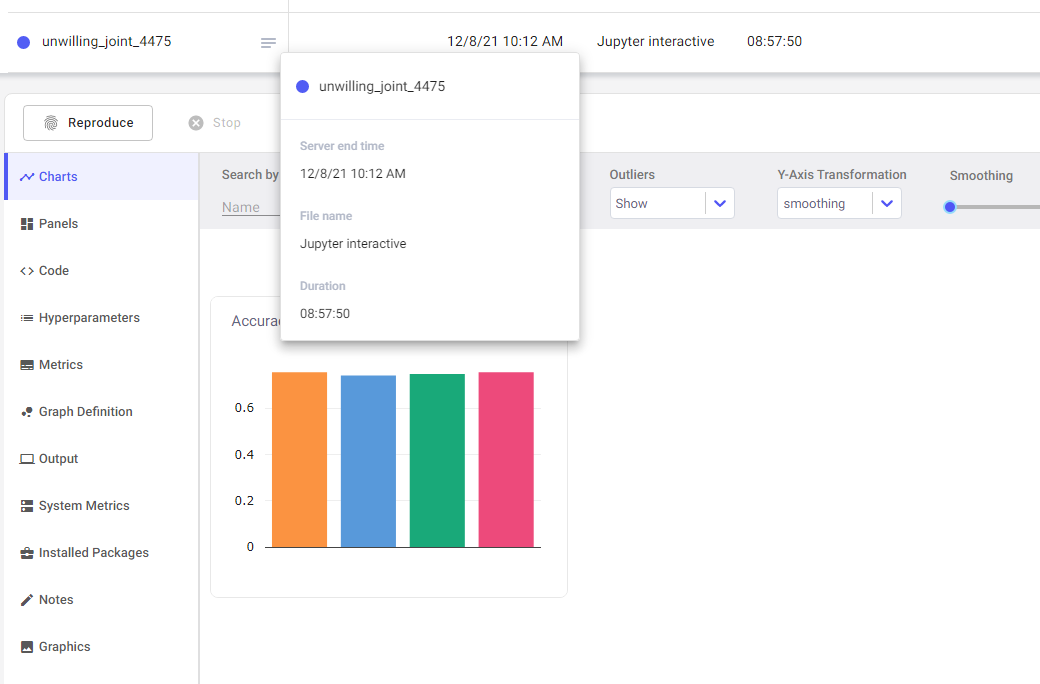 unwilling_joint_4475 12/8/21 10:12 AM Jupyter interactive 08:57:50
unwilling_joint_4475
Server end time
12/8/21 10:12 AM
File name
Jupyter interactive
Duration
08:57:50
Reproduce Stop
Charts
Panels
Code
Hyperparameters
Metrics
Graph Definition
Output
System Metrics
Installed Packages
Notes
Graphics
Search by
Name
Outliers
Show
Y-Axis Transformation
smoothing
Smoothing
0.6
0.4
0.2
0